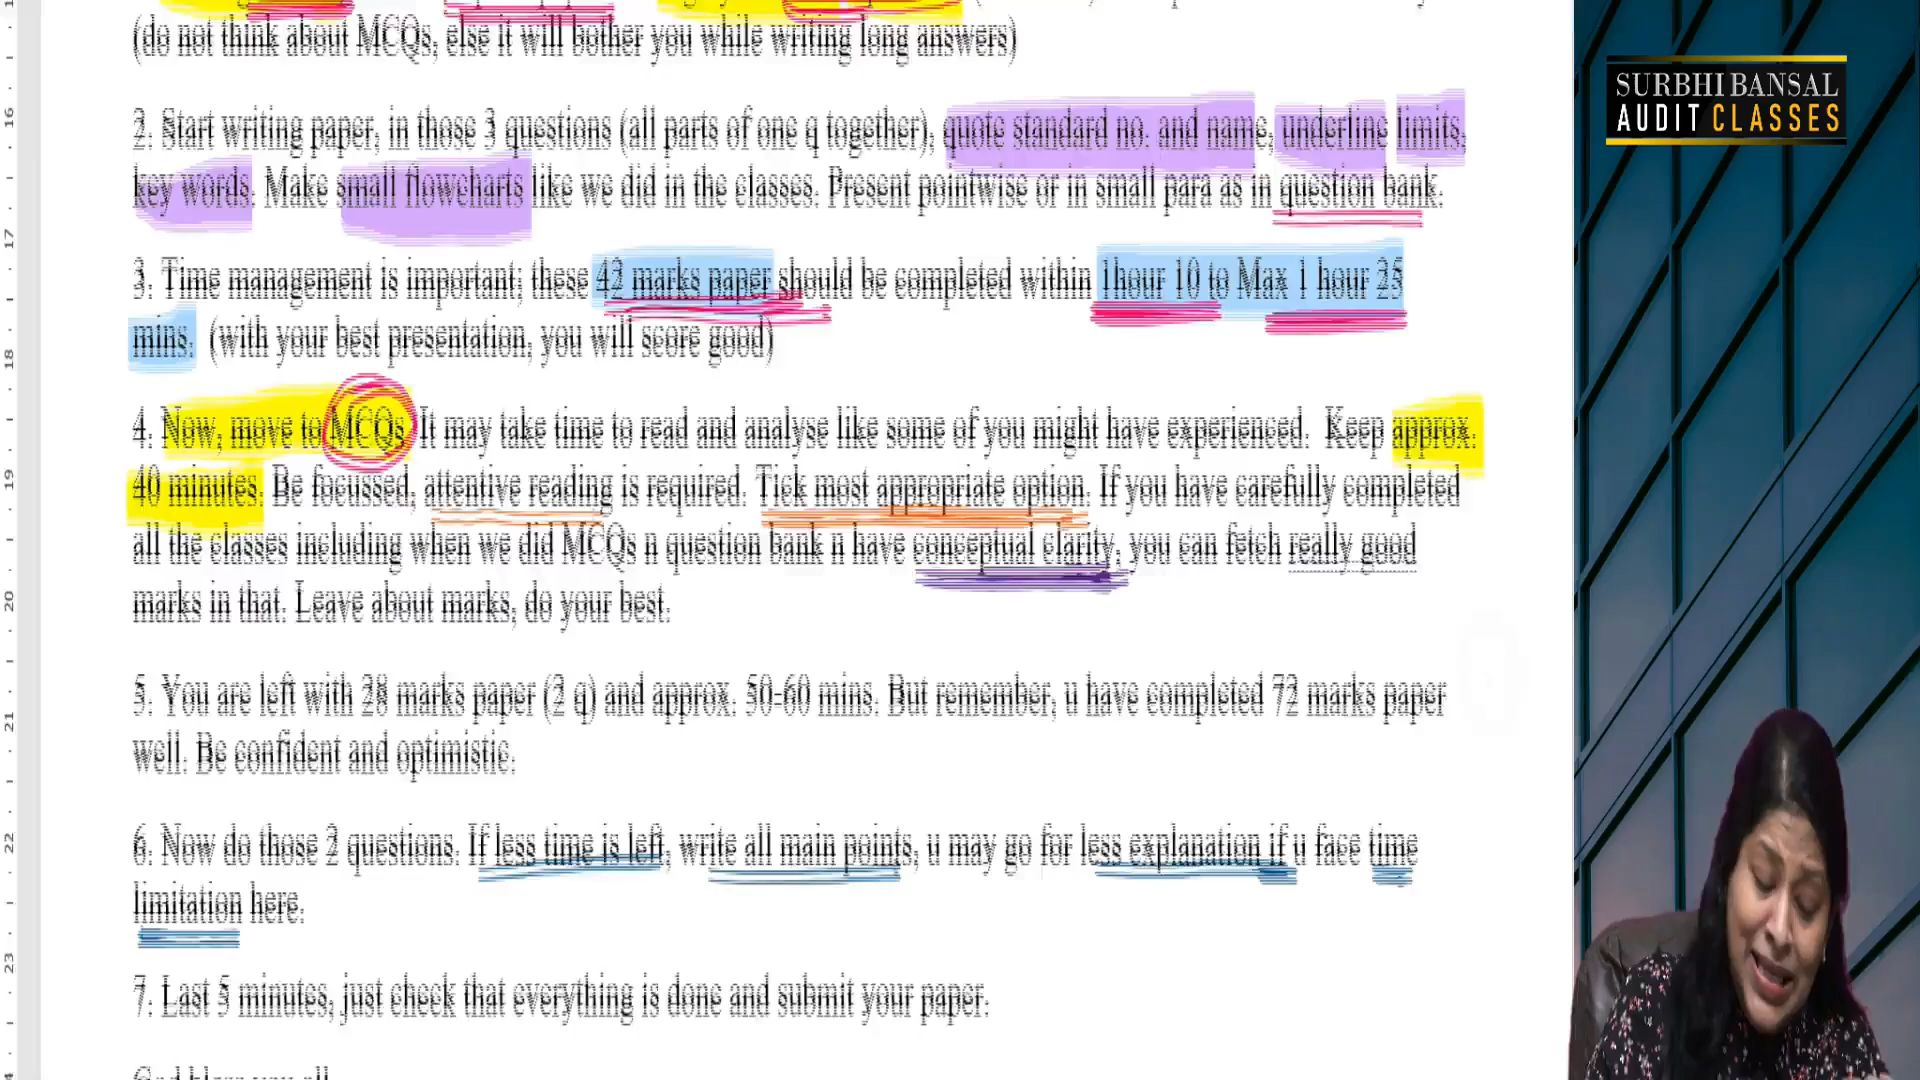 (do not think about MCQs, else it will bother you while writing long answers)
2. Start writing paper, in those 3 questions (all parts of one q together), quote standard no. and name, underline limits,
key words. Make small flowcharts like we did in the classes. Present pointwise or in small para as in question bank.
3. Time management is important; these 42 marks paper should be completed within 1hour 10 to Max 1 hour 25
mins. (with your best presentation, you will score good)
4. Now, move to MCQs It may take time to read and analyse like some of you might have experienced. Keep approx.
40 minutes. Be focussed, attentive reading is required. Tick most appropriate option. If you have carefully completed
all the classes including when we did MCQs n question bank n have conceptual clarity, you can fetch really good
marks in that. Leave about marks, do your best.
5. You are left with 28 marks paper (2 q) and approx. 50-60 mins. But remember, u have completed 72 marks paper
well. Be confident and optimistic.
6. Now do those 2 questions. If less time is left, write all main points, u may go for less explanation if u face time
limitation here.
7. Last 5 minutes, just check that everything is done and submit your paper.
God bless you all
SURBHI BANSAL
AUDIT CLASSES
16
17
18
19
20
21
22
23